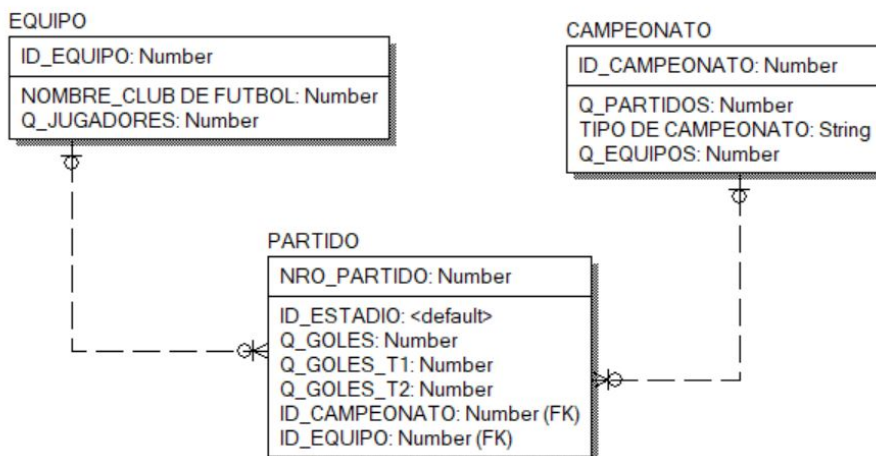 EQUIPO
ID_EQUIPO: Number
NOMBRE_CLUB DE FUTBOL: Number
Q_JUGADORES: Number
CAMPEONATO
ID_CAMPEONATO: Number
Q_PARTIDOS: Number
TIPO DE CAMPEONATO: String
Q_EQUIPOS: Number
PARTIDO
NRO_PARTIDO: Number
ID_ESTADIO: <default>
Q_GOLES: Number
Q_GOLES_T1: Number
Q_GOLES_T2: Number
ID_CAMPEONATO: Number (FK)
ID_EQUIPO: Number (FK)